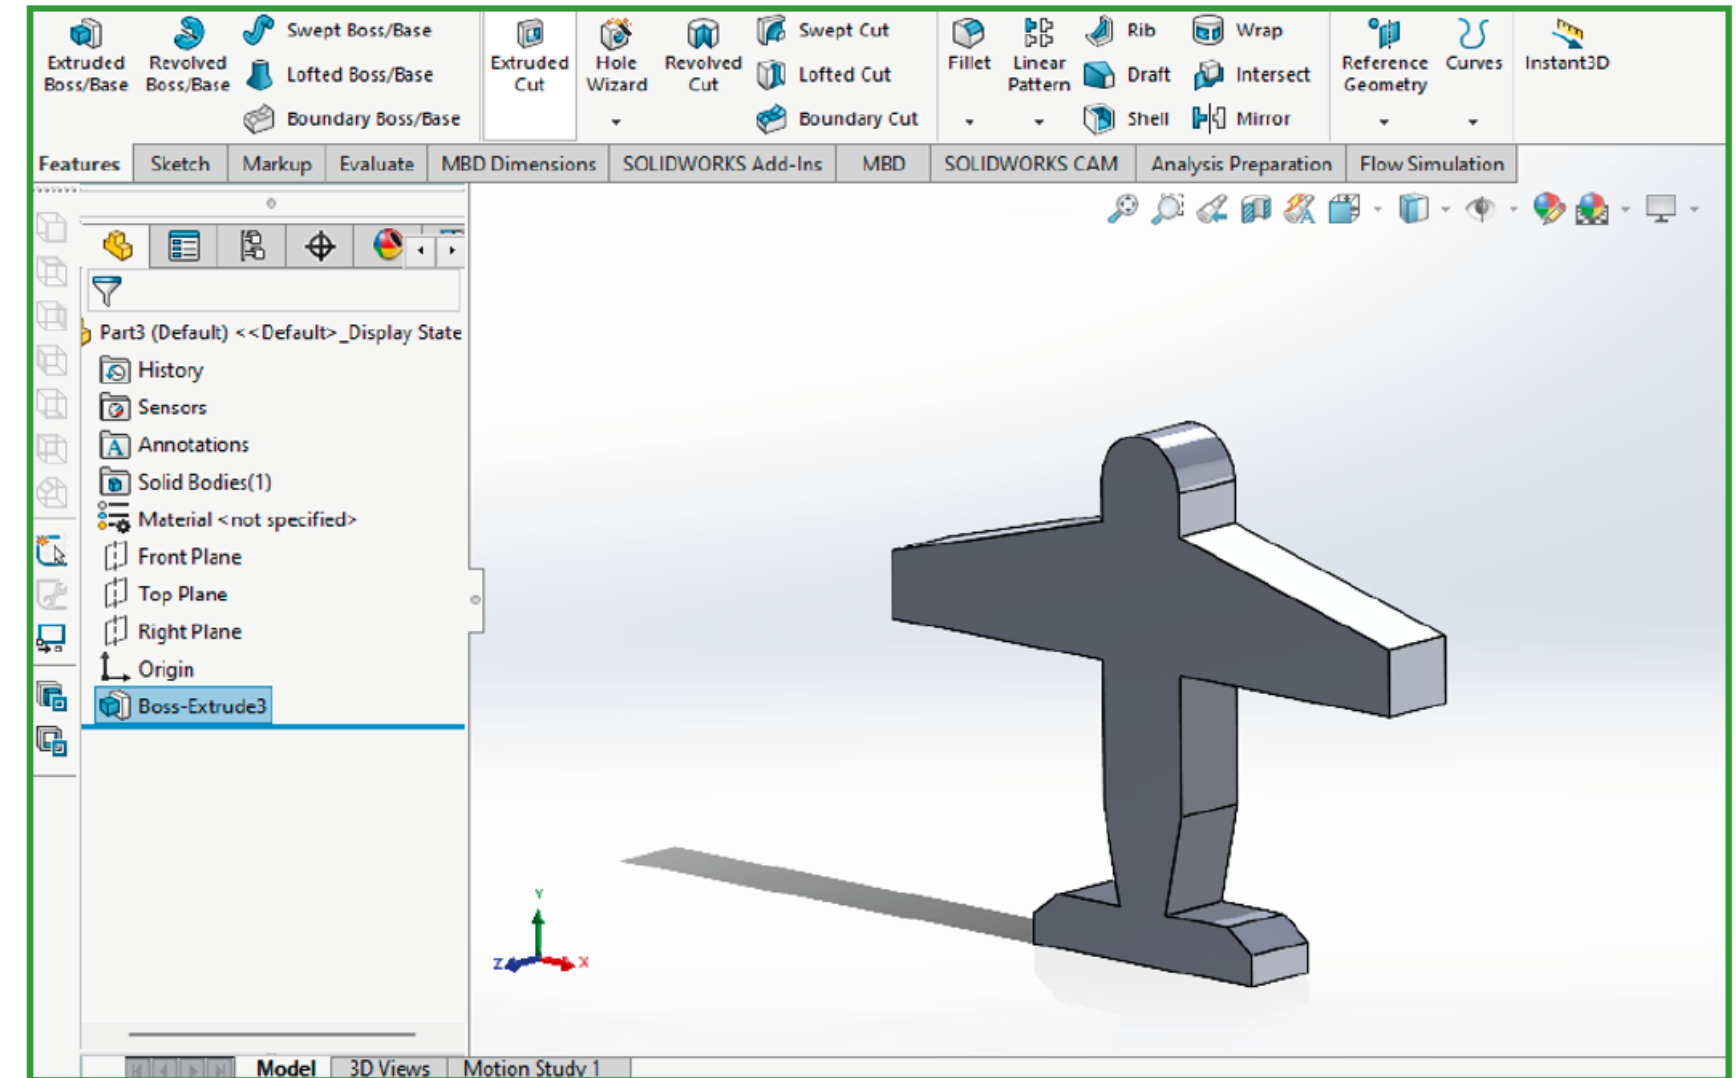 Extruded Boss/Base
Revolved Boss/Base
Swept Boss/Base
Lofted Boss/Base
Boundary Boss/Base
Extruded Cut
Hole Wizard
Revolved Cut
Swept Cut
Lofted Cut
Boundary Cut
Fillet
Linear Pattern
Rib
Draft
Shell
Wrap
Intersect
Mirror
Reference Geometry
Curves
Instant3D
Features
Sketch
Markup
Evaluate
MBD Dimensions
SOLIDWORKS Add-Ins
MBD
SOLIDWORKS CAM
Analysis Preparation
Flow Simulation
Part3 (Default) <<Default>_Display State
History
Sensors
A Annotations
Solid Bodies(1)
Material <not specified>
Front Plane
Top Plane
Right Plane
Origin
Boss-Extrude3
Y
Z X
Model
3D Views
Motion Study 1